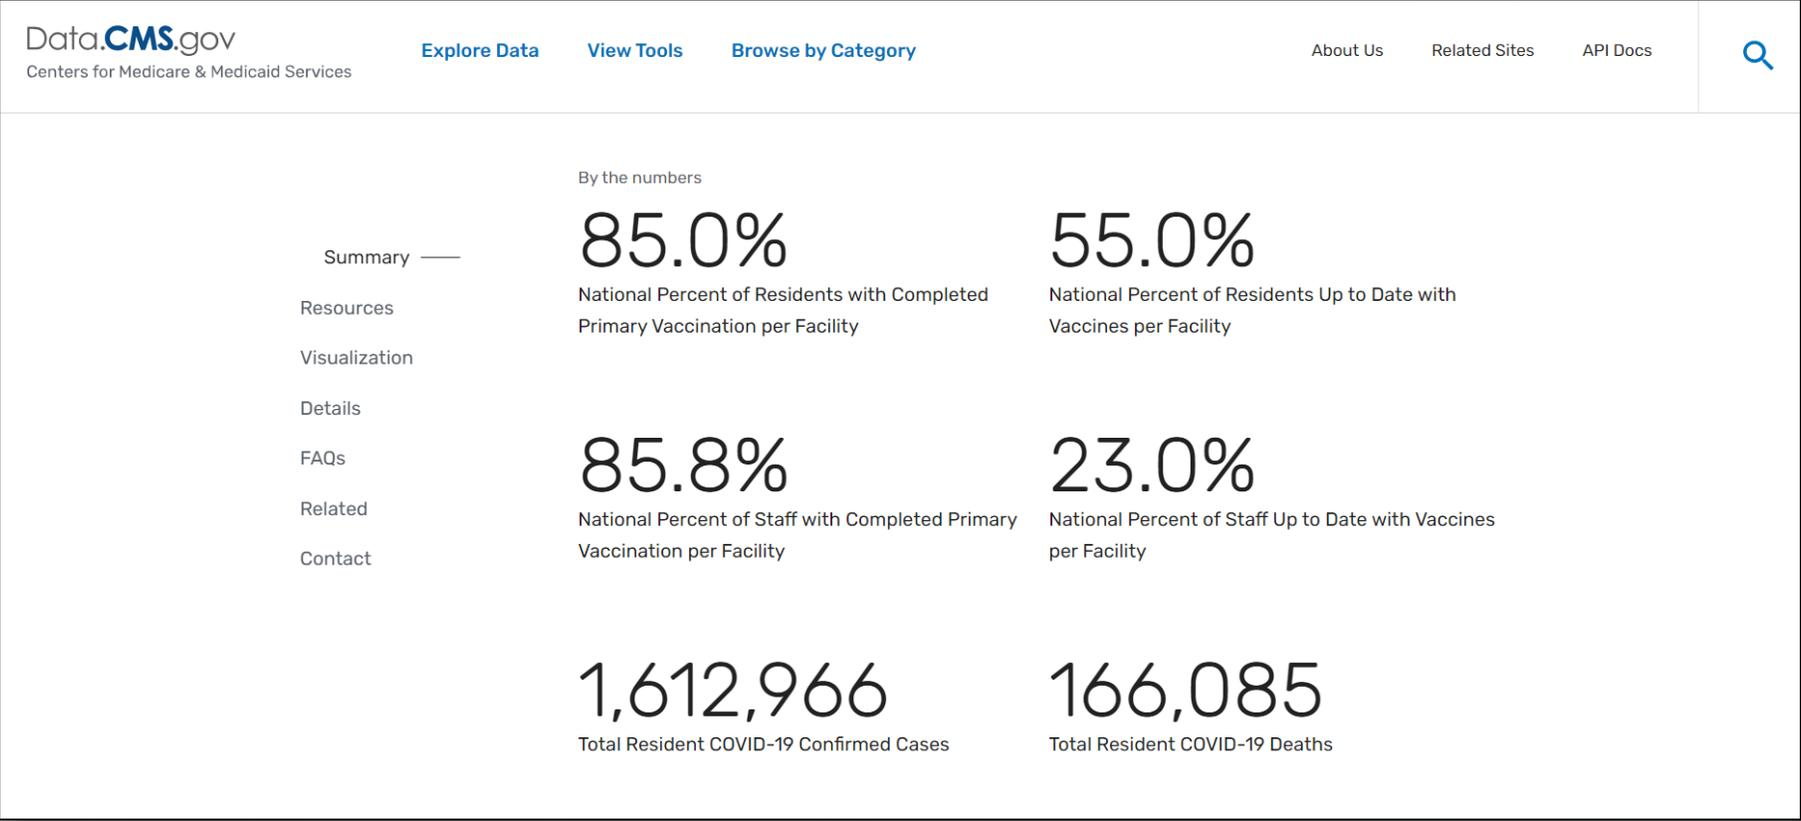 Data.CMS.gov
Centers for Medicare & Medicaid Services
Explore Data
View Tools
Browse by Category
About Us
Related Sites
API Docs
Summary
Resources
Visualization
Details
FAQs
Related
Contact
By the numbers
85.0%
National Percent of Residents with Completed
Primary Vaccination per Facility
55.0%
National Percent of Residents Up to Date with
Vaccines per Facility
85.8%
National Percent of Staff with Completed Primary
Vaccination per Facility
23.0%
National Percent of Staff Up to Date with Vaccines
per Facility
1,612,966
Total Resident COVID-19 Confirmed Cases
166,085
Total Resident COVID-19 Deaths